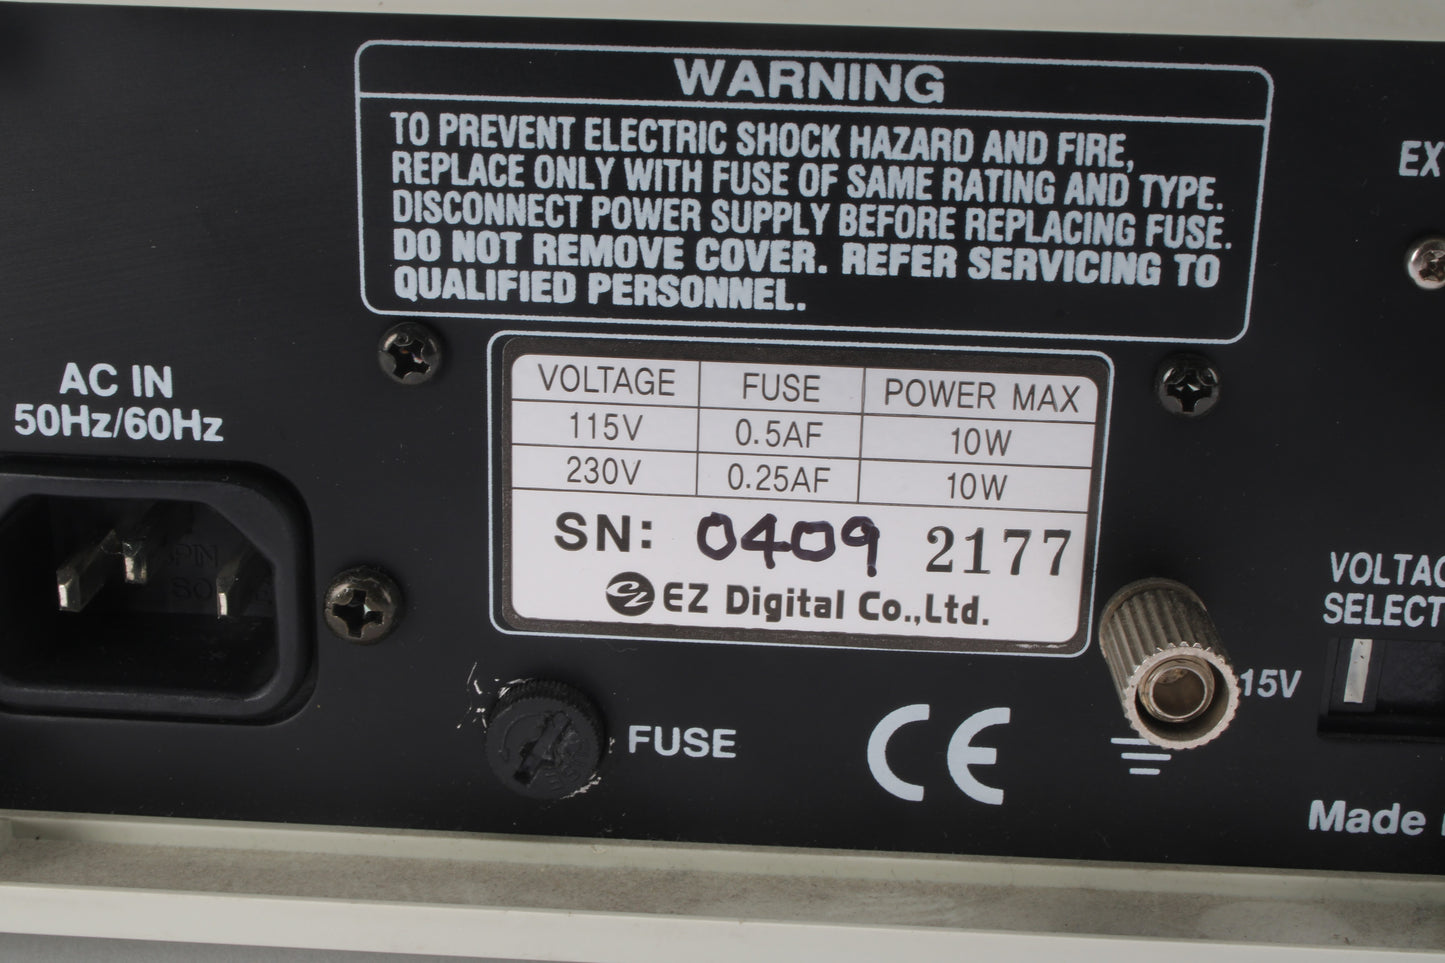 WARNING
TO PREVENT ELECTRIC SHOCK HAZARD AND FIRE,
REPLACE ONLY WITH FUSE OF SAME RATING AND TYPE.
DISCONNECT POWER SUPPLY BEFORE REPLACING FUSE.
DO NOT REMOVE COVER. REFER SERVICING TO
QUALIFIED PERSONNEL.
EX
AC IN
50Hz/60Hz
VOLTAGE FUSE POWER MAX
115V 0.5AF 10W
230V 0.25AF 10W
SN: 0409 2177
EZ Digital Co.,Ltd.
VOLTAG
SELECT
15V
FUSE
CE
Made